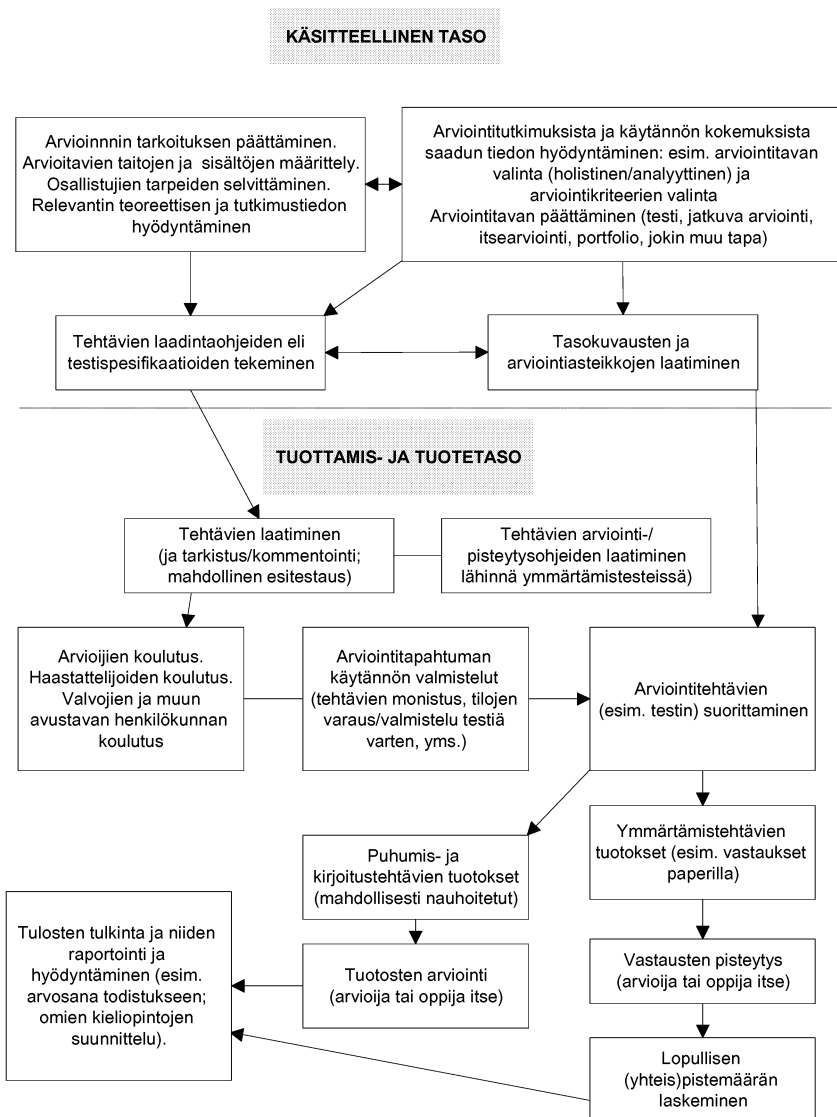 KÄSITTEELLINEN TASO
Arvioinnnin tarkoituksen päättäminen.
Arvioitavien taitojen ja sisältöjen määrittely.
Osallistujien tarpeiden selvittäminen.
Relevantin teoreettisen ja tutkimustiedon
hyödyntäminen
Arviointitutkimuksista ja käytännön kokemuksista
saadun tiedon hyödyntäminen: esim. arviointitavan
valinta (holistinen/analyyttinen) ja
arviointikriteerien valinta
Arviointitavan päättäminen (testi, jatkuva arviointi,
itsearviointi, portfolio, jokin muu tapa)
Tehtävien laadintaohjeiden eli
testispesifikaatioiden tekeminen
Tasokuvausten ja
arviointiasteikkojen laatiminen
TUOTTAMIS- JA TUOTETASO
Tehtävien laatiminen
(ja tarkistus/kommentointi;
mahdollinen esitestaus)
Tehtävien arviointi-/
pisteytysohjeiden laatiminen
lähinnä ymmärtämistesteissä)
Arvioijien koulutus.
Haastattelijoiden koulutus.
Valvojien ja muun
avustavan henkilökunnan
koulutus
Arviointitapahtuman
käytännön valmistelut
(tehtävien monistus, tilojen
varaus/valmistelu testiä
varten, yms.)
Arviointitehtävien
(esim. testin) suorittaminen
Puhumis- ja
kirjoitustehtävien tuotokset
(mahdollisesti nauhoitetut)
Ymmärtämistehtävien
tuotokset (esim. vastaukset
paperilla)
Tulosten tulkinta ja niiden
raportointi ja
hyödyntäminen (esim.
arvosana todistukseen;
omien kieliopintojen
suunnittelu).
Tuotosten arviointi
(arvioija tai oppija itse)
Vastausten pisteytys
(arvioija tai oppija itse)
Lopullisen
(yhteis)pistemäärän
laskeminen